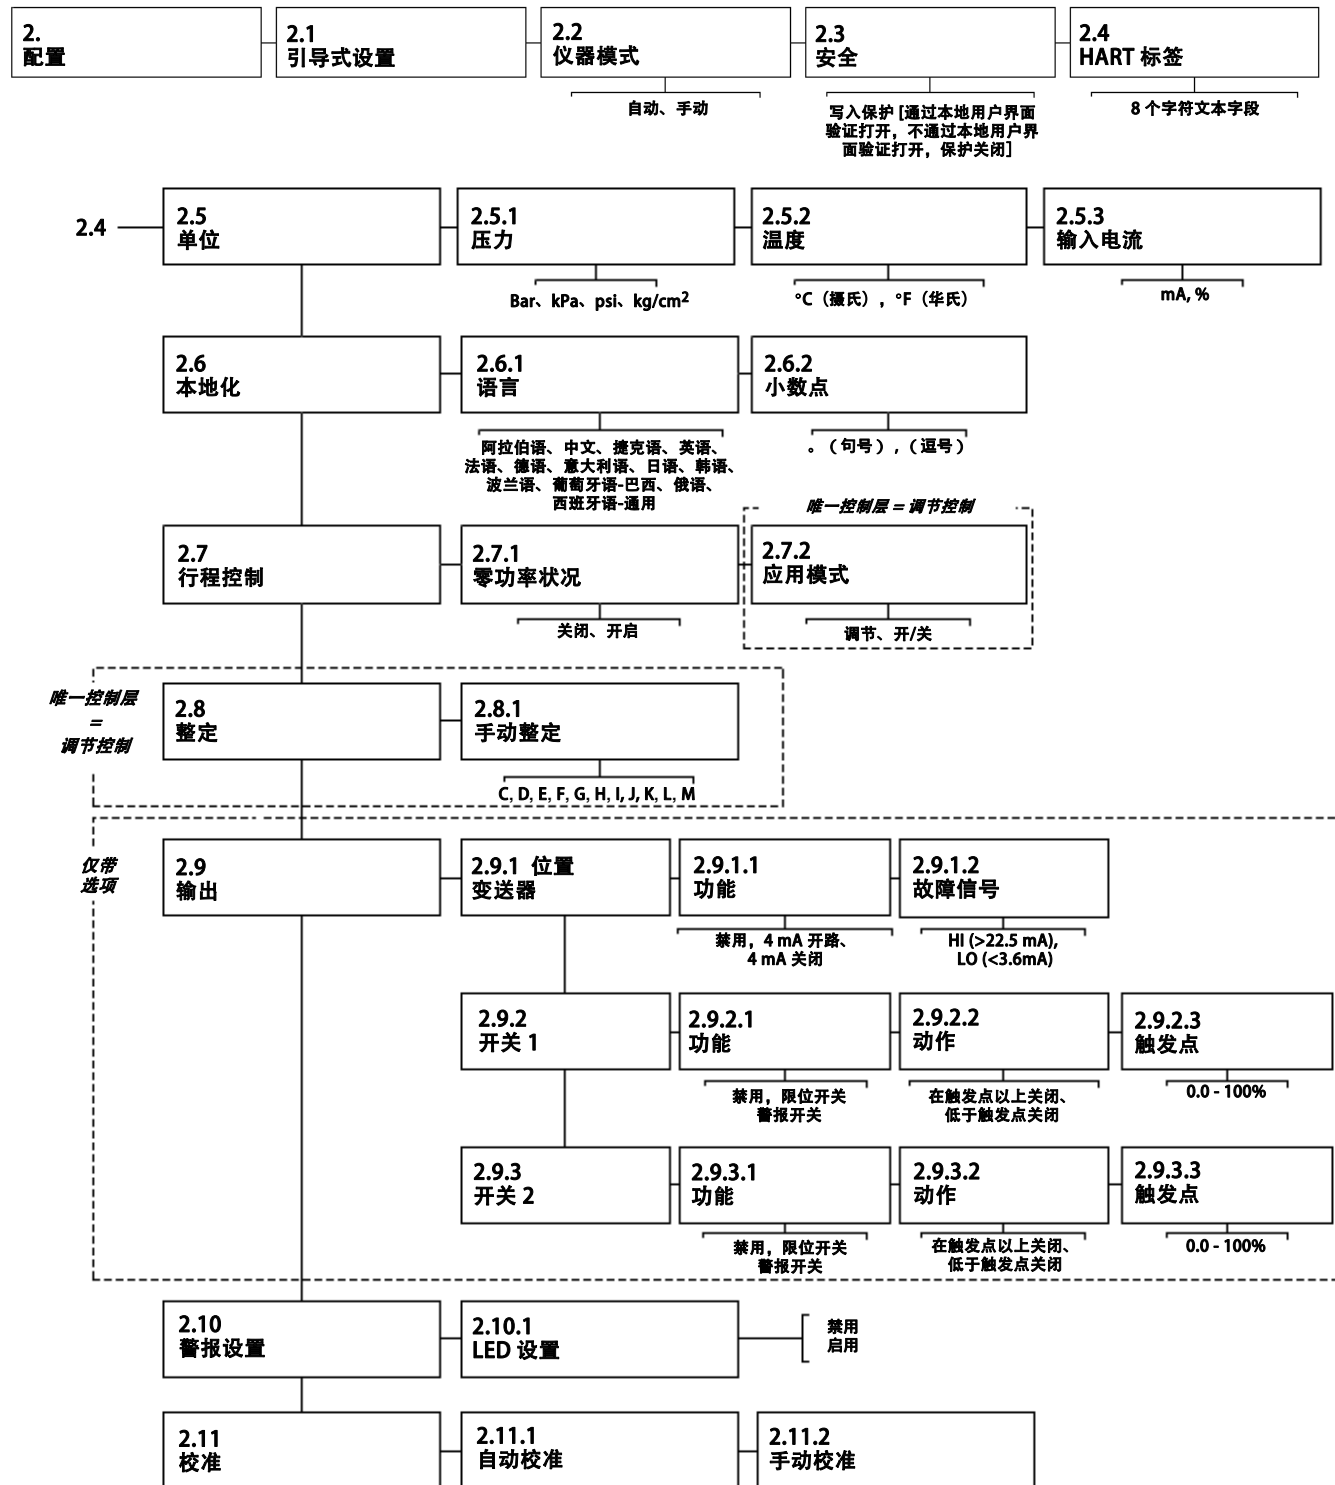 2.
配置
2.1
引导式设置
2.2
仪器模式
2.3
安全
2.4
HART 标签
自动、手动
写入保护 [通过本地用户界面
验证打开，不通过本地用户界
面验证打开，保护关闭]
8 个字符文本字段
2.4
2.5
单位
2.5.1
压力
2.5.2
温度
2.5.3
输入电流
Bar、kPa、psi、kg/cm²
°C（摄氏），°F（华氏）
mA, %
2.6
本地化
2.6.1
语言
2.6.2
小数点
阿拉伯语、中文、捷克语、英语、
法语、德语、意大利语、日语、韩语、
波兰语、葡萄牙语-巴西、俄语、
西班牙语-通用
。（句号），（逗号）
唯一控制层 = 调节控制
2.7
行程控制
2.7.1
零功率状况
2.7.2
应用模式
关闭、开启
调节、开/关
唯一控制层
=
调节控制
2.8
整定
2.8.1
手动整定
C, D, E, F, G, H, I, J, K, L, M
仅带
选项
2.9
输出
2.9.1 位置
变送器
2.9.1.1
功能
2.9.1.2
故障信号
禁用，4 mA 开路、
4 mA 关闭
HI (>22.5 mA),
LO (<3.6mA)
2.9.2
开关 1
2.9.2.1
功能
2.9.2.2
动作
2.9.2.3
触发点
禁用，限位开关
警报开关
在触发点以上关闭、
低于触发点关闭
0.0 - 100%
2.9.3
开关 2
2.9.3.1
功能
2.9.3.2
动作
2.9.3.3
触发点
禁用，限位开关
警报开关
在触发点以上关闭、
低于触发点关闭
0.0 - 100%
2.10
警报设置
2.10.1
LED 设置
禁用
启用
2.11
校准
2.11.1
自动校准
2.11.2
手动校准